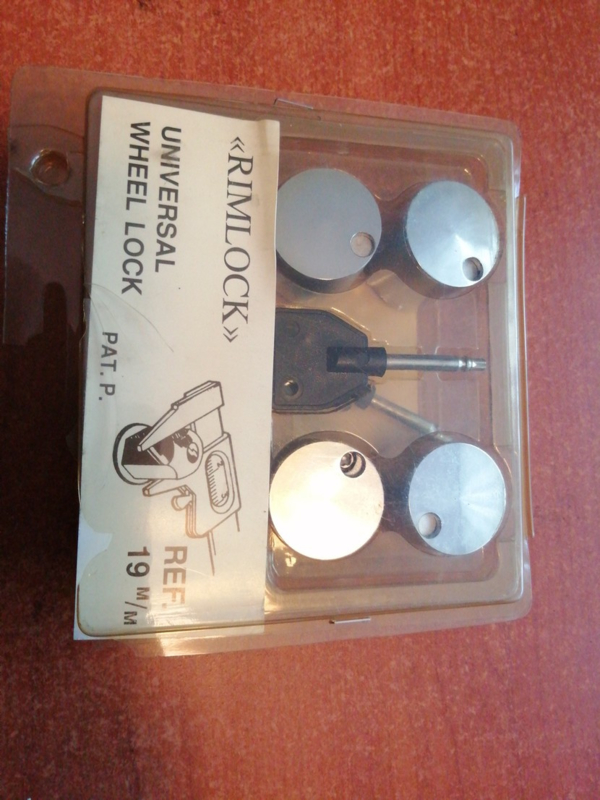 «RIMLOCK»
UNIVERSAL
WHEEL LOCK
PAT. P.
REF.
19 M/M